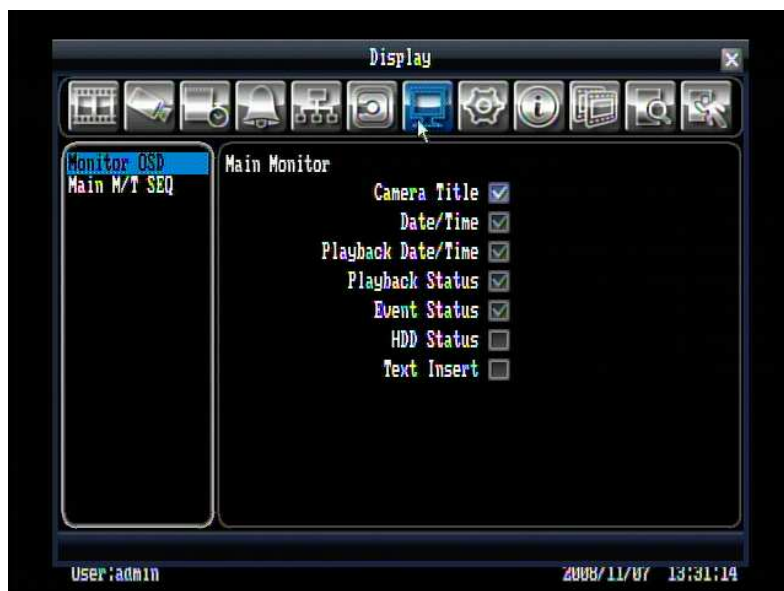 Display
Monitor OSD
Main M/T SEQ
Main Monitor
Camera Title
Date/Time
Playback Date/Time
Playback Status
Event Status
HDD Status
Text Insert
User:admin
2008/11/07 13:31:14